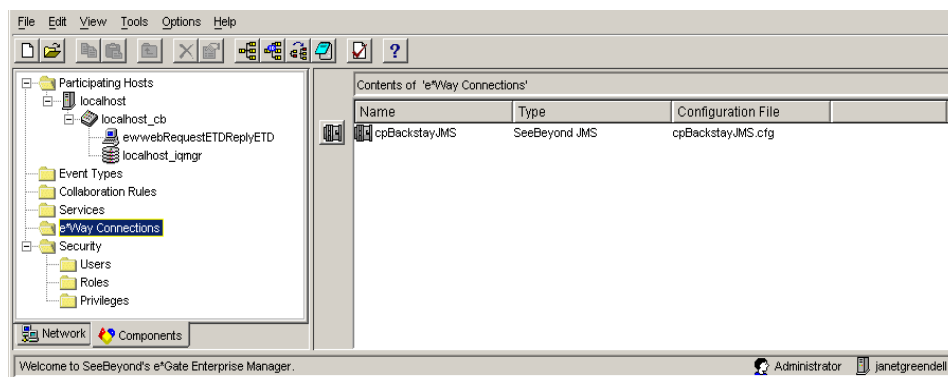 File Edit View Tools Options Help
Participating Hosts
localhost
localhost_cb
ewwebRequestETDReplyETD
localhost_iqmgr
Event Types
Collaboration Rules
Services
e*Way Connections
Security
Users
Roles
Privileges
Network Components
Contents of 'e*Way Connections'
Name Type Configuration File
cpBackstayJMS SeeBeyond JMS cpBackstayJMS.cfg
Welcome to SeeBeyond's e*Gate Enterprise Manager. Administrator janetgreendell